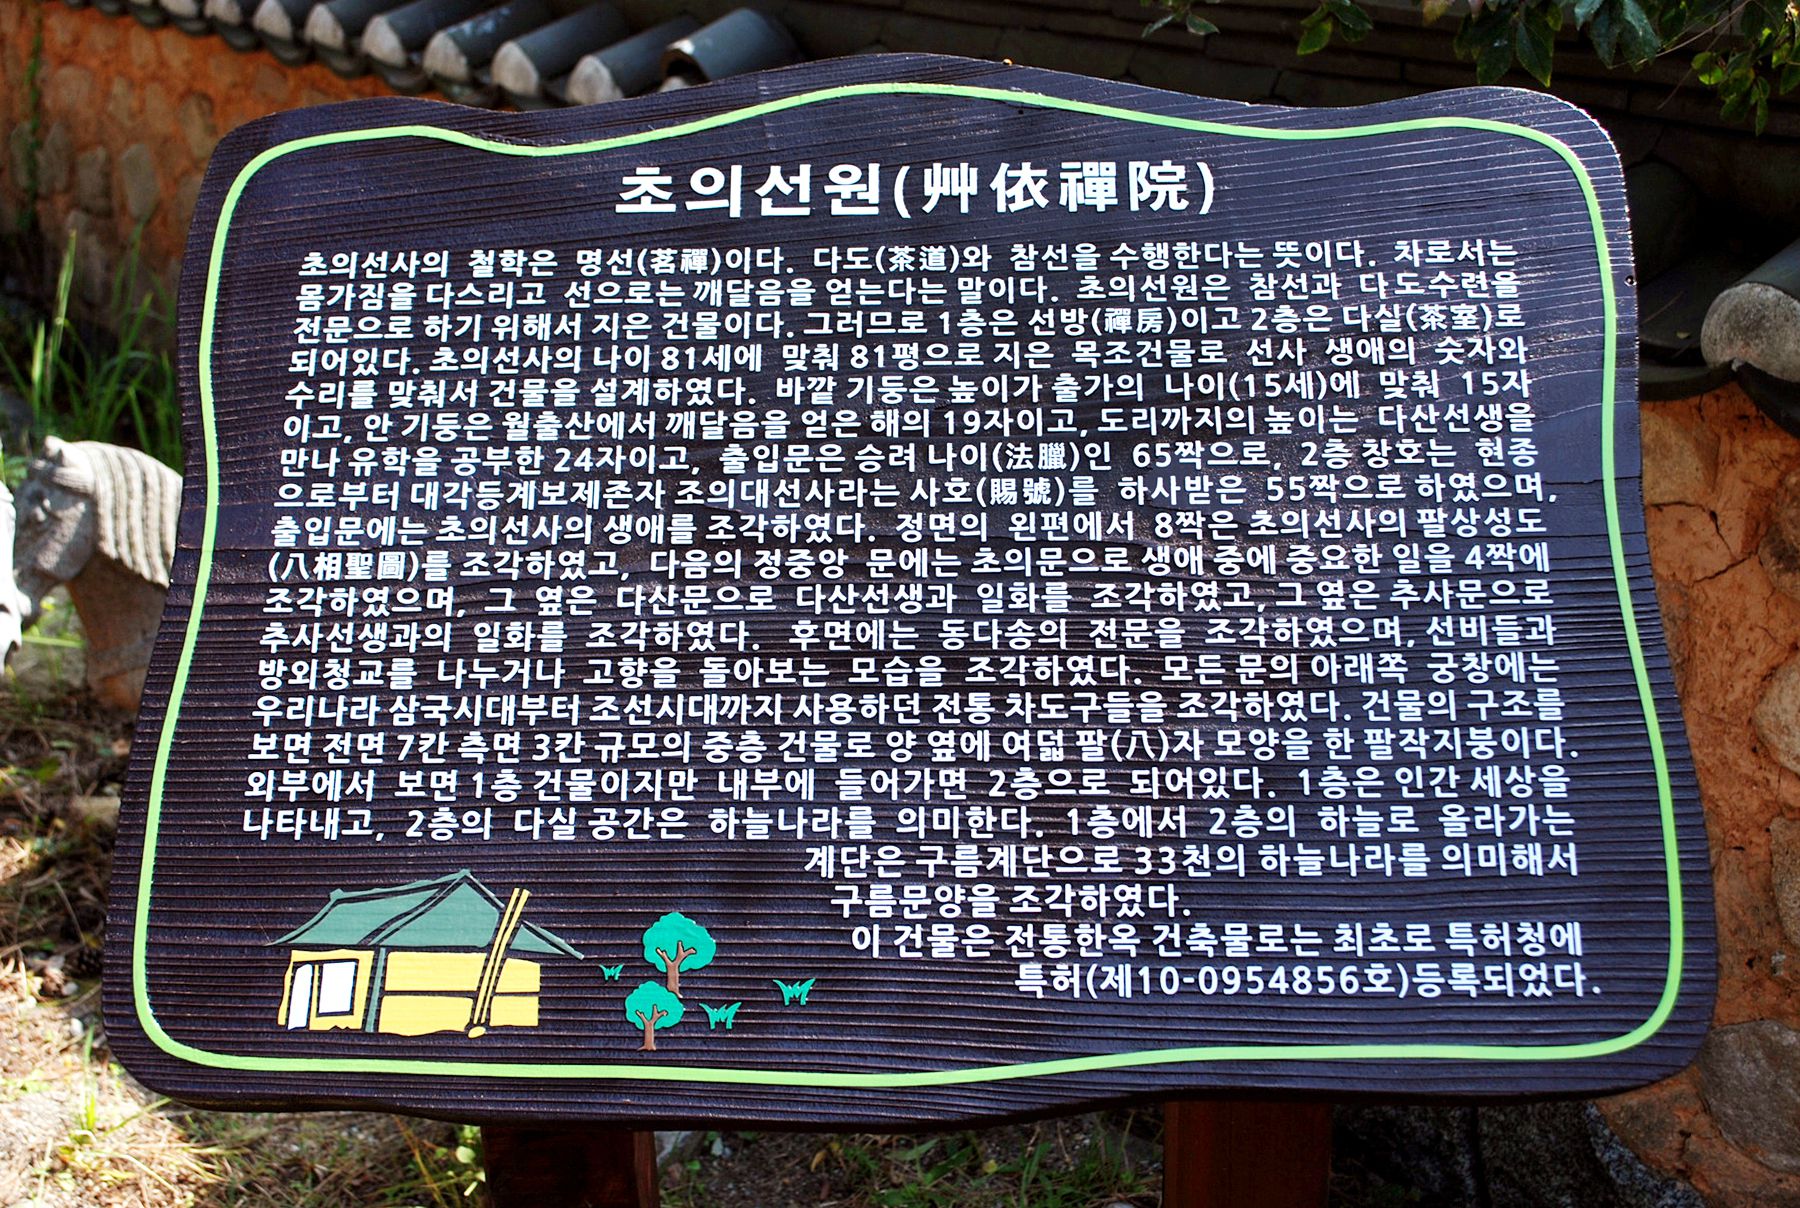 초의선원(艸依禪院)
초의선사의 철학은 명선(茗禪)이다. 다도(茶道)와 참선을 수행한다는 뜻이다. 차로서는
몸가짐을 다스리고 선으로는 깨달음을 얻는다는 말이다. 초의선원은 참선과 다도수련을
전문으로 하기 위해서 지은 건물이다. 그러므로 1층은 선방(禪房)이고 2층은 다실(茶室)로
되어있다. 초의선사의 나이 81세에 맞춰 81평으로 지은 목조건물로 선사 생애의 숫자와
수리를 맞춰서 건물을 설계하였다. 바깥 기둥은 높이가 출가의 나이(15세)에 맞춰 15자
이고, 안 기둥은 월출산에서 깨달음을 얻은 해의 19자이고, 도리까지의 높이는 다산선생을
만나 유학을 공부한 24자이고, 출입문은 승려 나이(法臘)인 65짝으로, 2층 창호는 현종
으로부터 대각등계보제존자 초의대선사라는 사호(賜號)를 하사받은 55짝으로 하였으며,
출입문에는 초의선사의 생애를 조각하였다. 정면의 왼편에서 8짝은 초의선사의 팔상성도
(八相聖圖)를 조각하였고, 다음의 정중앙 문에는 초의문으로 생애 중에 중요한 일을 4짝에
조각하였으며, 그 옆은 다산문으로 다산선생과 일화를 조각하였고, 그 옆은 추사문으로
추사선생과의 일화를 조각하였다. 후면에는 동다송의 전문을 조각하였으며, 선비들과
방외청교를 나누거나 고향을 돌아보는 모습을 조각하였다. 모든 문의 아래쪽 궁창에는
우리나라 삼국시대부터 조선시대까지 사용하던 전통 차도구들을 조각하였다. 건물의 구조를
보면 전면 7칸 측면 3칸 규모의 중층 건물로 양 옆에 여덟 팔(八)자 모양을 한 팔작지붕이다.
외부에서 보면 1층 건물이지만 내부에 들어가면 2층으로 되어있다. 1층은 인간 세상을
나타내고, 2층의 다실 공간은 하늘나라를 의미한다. 1층에서 2층의 하늘로 올라가는
계단은 구름계단으로 33천의 하늘나라를 의미해서
구름문양을 조각하였다.
이 건물은 전통한옥 건축물로는 최초로 특허청에
특허(제10-0954856호)등록되었다.